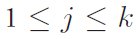 1 ≤ j ≤ k